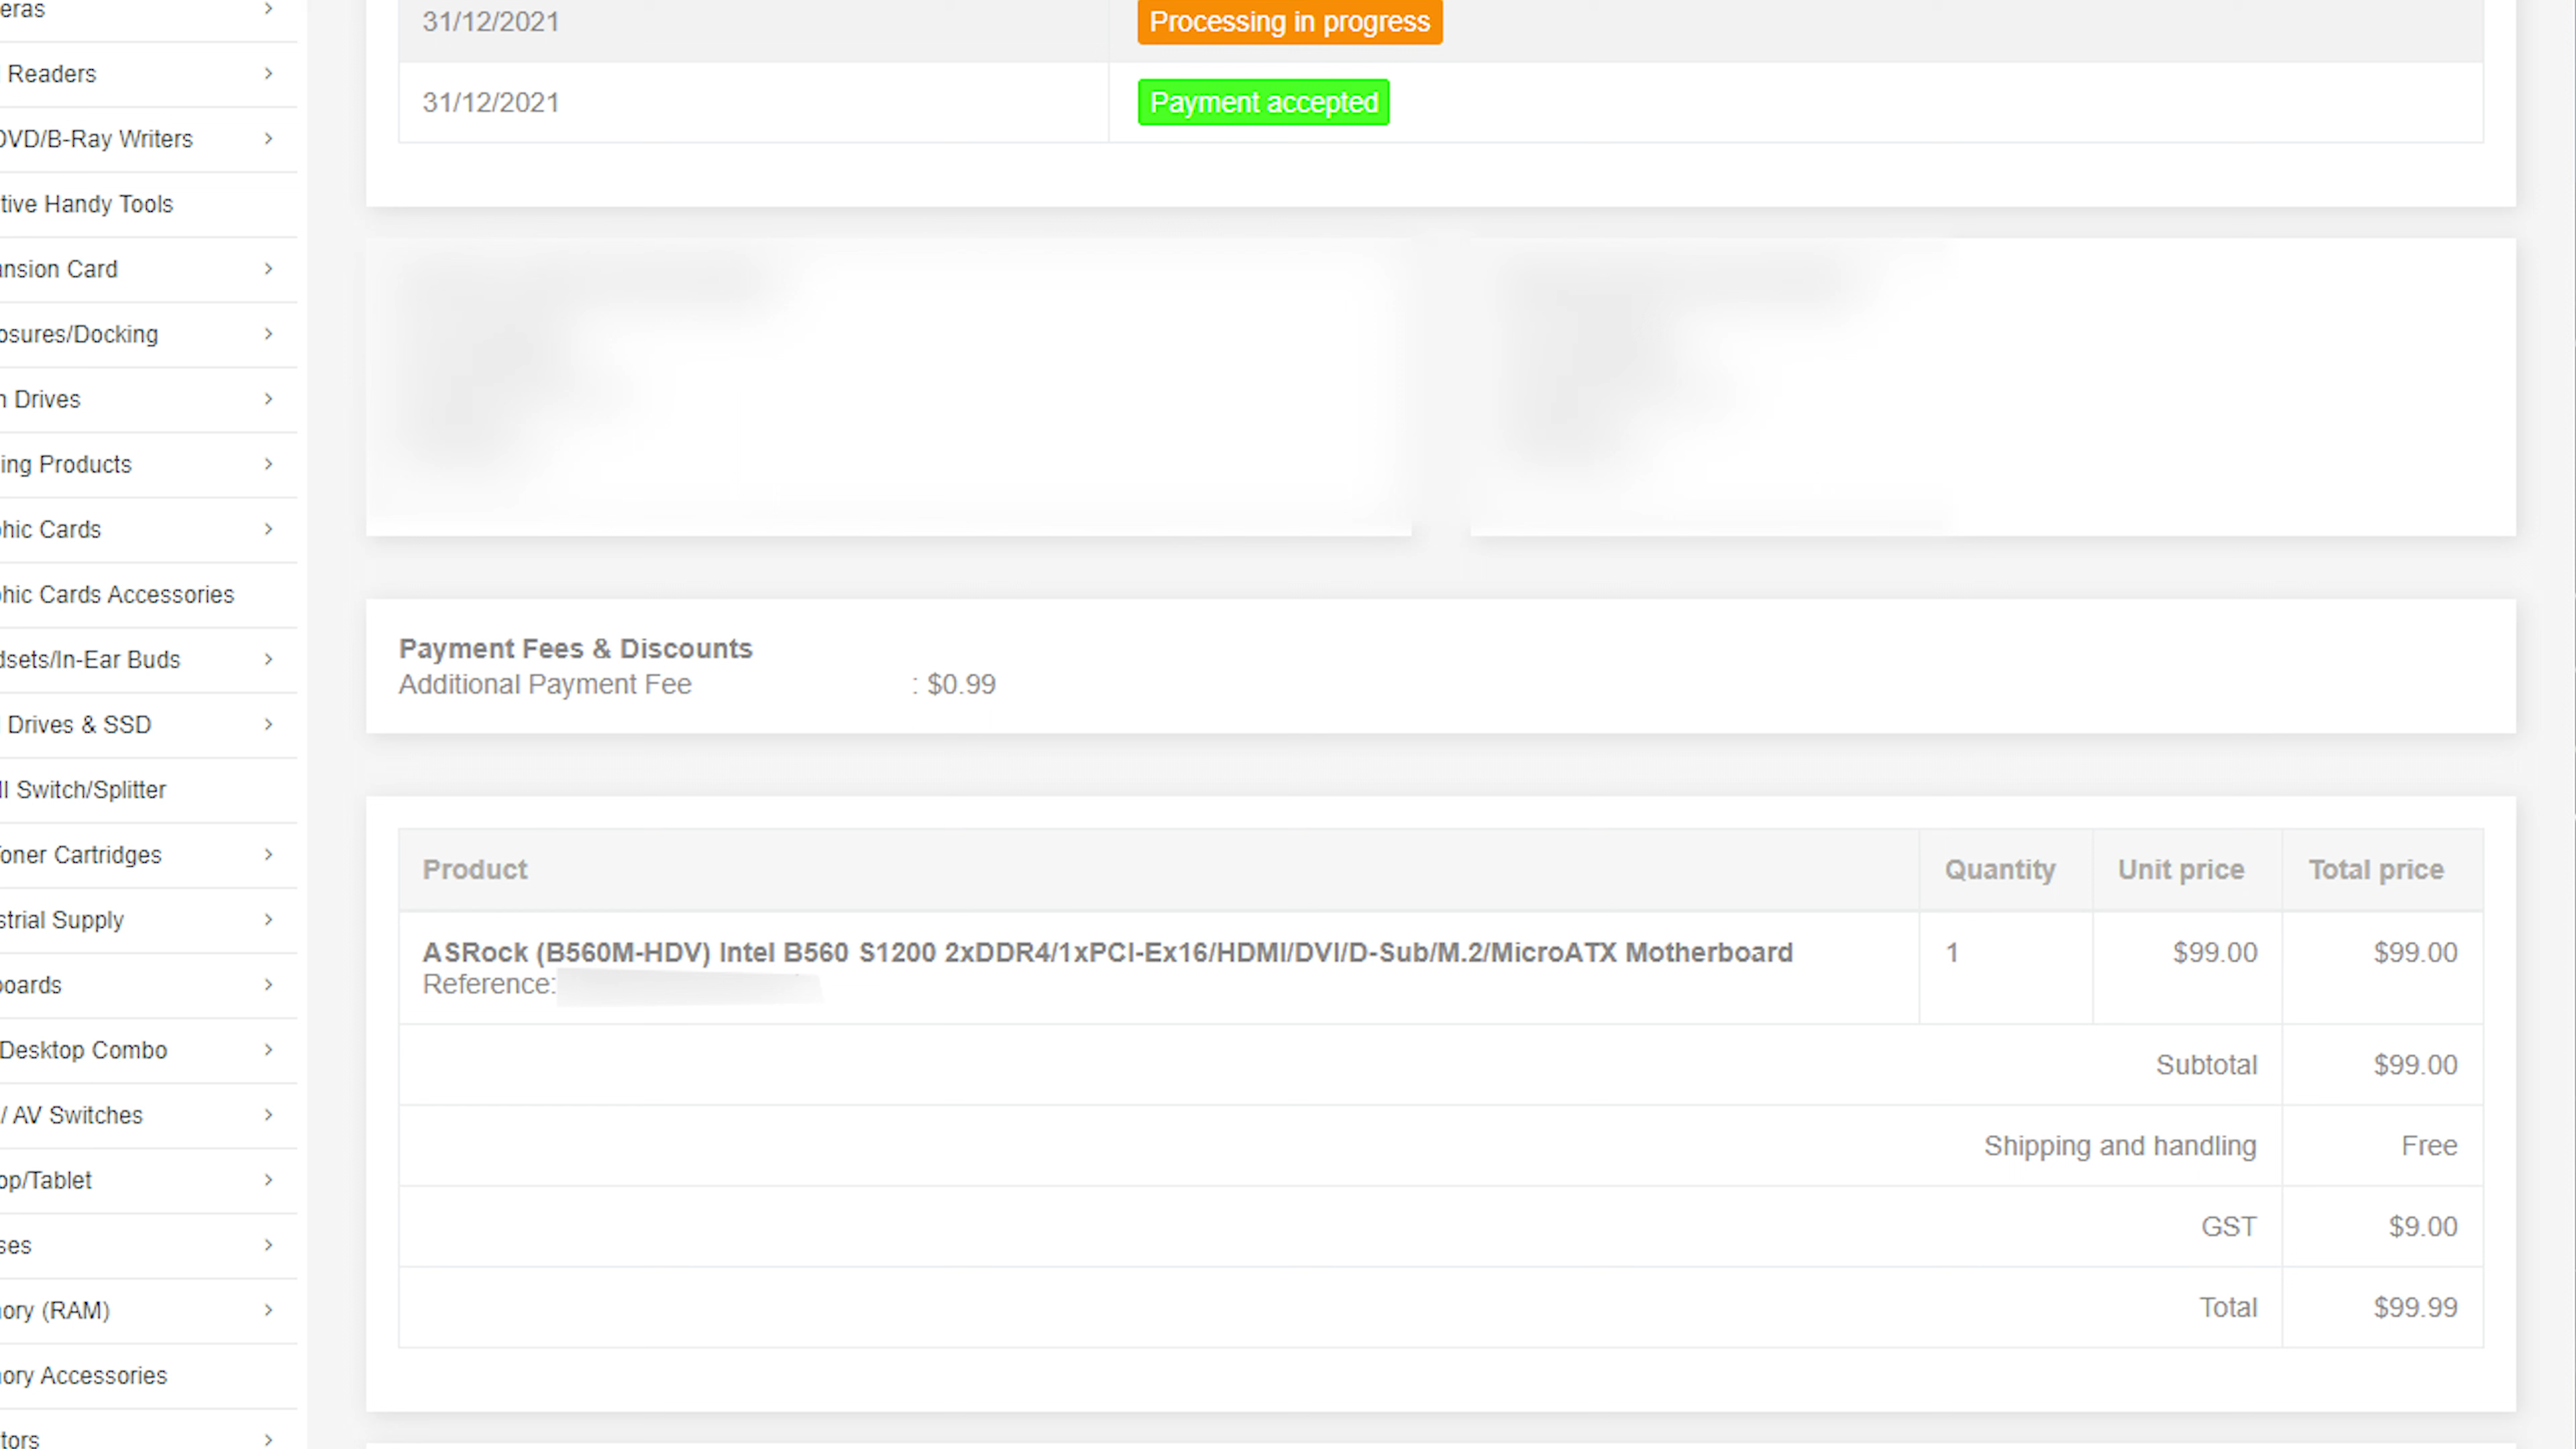 eras
31/12/2021 Processing in progress
Readers
31/12/2021 Payment accepted
DVD/B-Ray Writers
tive Handy Tools
ansion Card
osures/Docking
n Drives
ing Products
hic Cards
hic Cards Accessories
dsets/In-Ear Buds
Drives & SSD
II Switch/Splitter
oner Cartridges
strial Supply
oards
Desktop Combo
/ AV Switches
op/Tablet
ses
ory (RAM)
ory Accessories
tors
Payment Fees & Discounts
Additional Payment Fee : $0.99
Product Quantity Unit price Total price
ASRock (B560M-HDV) Intel B560 S1200 2xDDR4/1xPCI-Ex16/HDMI/DVI/D-Sub/M.2/MicroATX Motherboard 1 $99.00 $99.00
Reference:
Subtotal $99.00
Shipping and handling Free
GST $9.00
Total $99.99